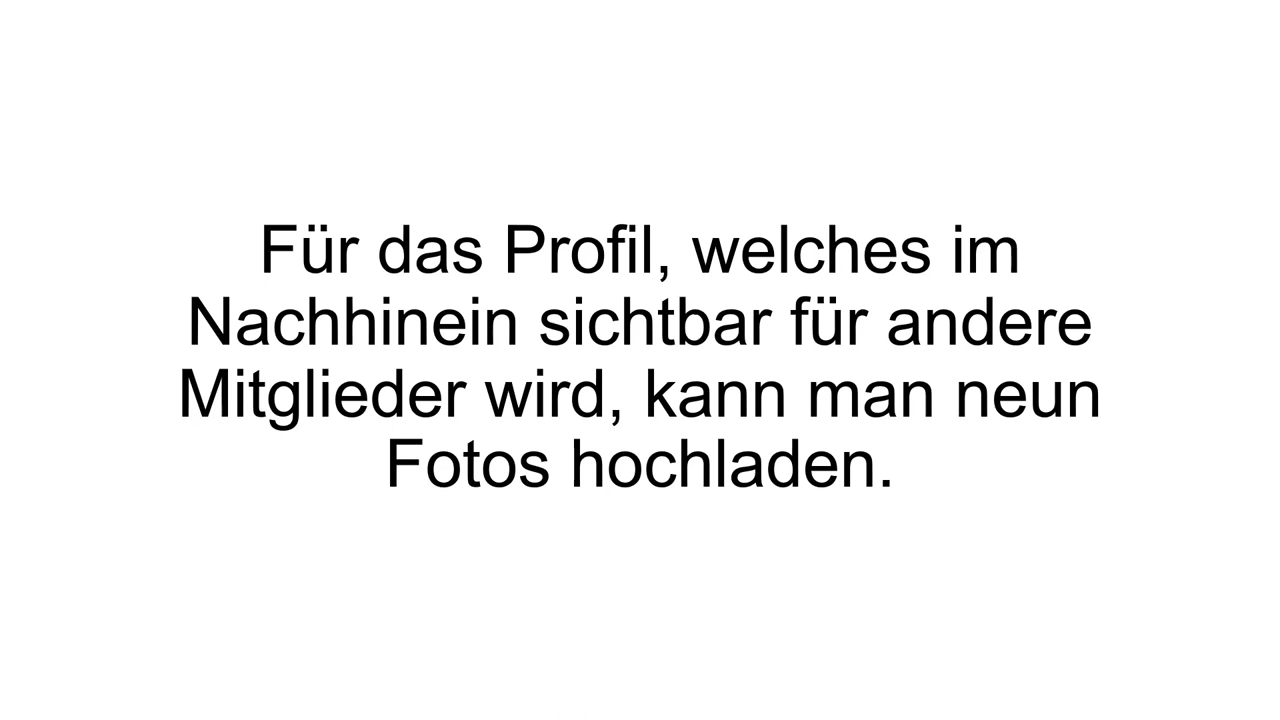 Für das Profil, welches im
Nachhinein sichtbar für andere
Mitglieder wird, kann man neun
Fotos hochladen.